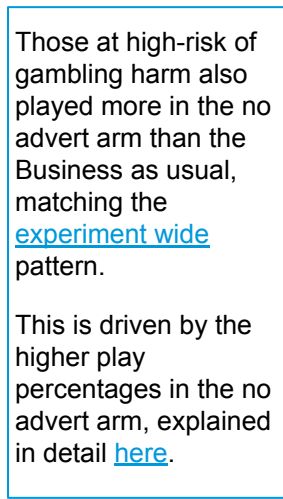 Those at high-risk of
gambling harm also
played more in the no
advert arm than the
Business as usual,
matching the
experiment wide
pattern.
This is driven by the
higher play
percentages in the no
advert arm, explained
in detail here.